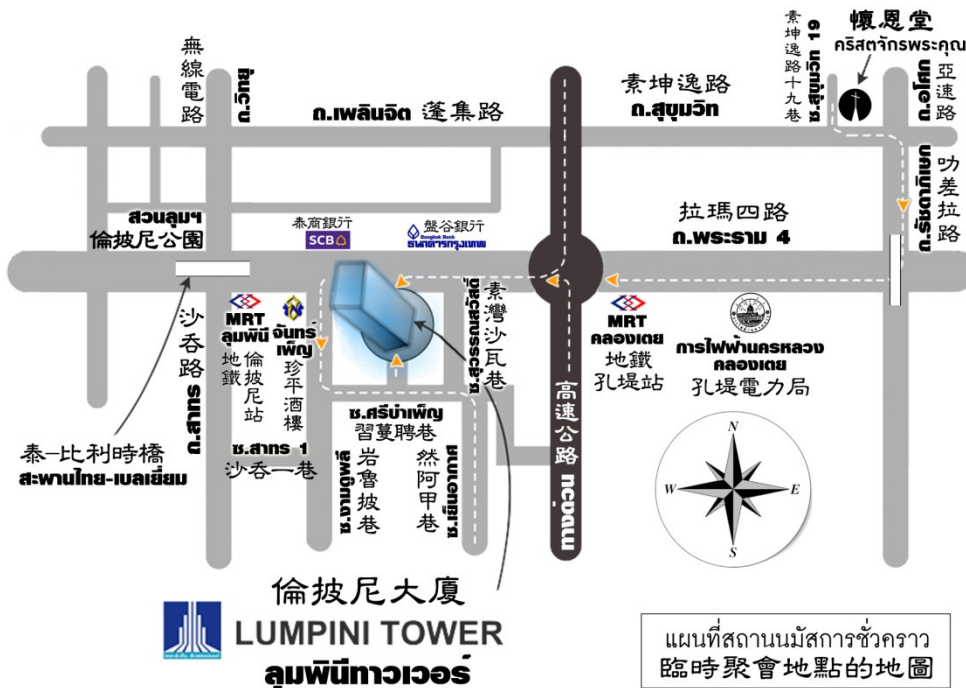 無線電路
ถ.วิทยุ
ถ.เพลินจิต 蓬集路
素坤逸路
ถ.สุขุมวิท
素坤逸路十九巷
ซ.สุขุมวิท 19
懷恩堂
คริสตจักรพระคุณ
亞速路
ถ.อโศก
叻差拉路
ถ.รัชดาภิเษก
สวนลุมฯ
倫披尼公園
泰商銀行
SCB
盤谷銀行
Bangkok Bank
ธนาคารกรุงเทพ
拉瑪四路
ถ.พระราม 4
沙吞路
ถ.สาทร
MRT
ลุมพินี
地鐵
倫披尼站
จันทร์
เพ็ญ
珍平酒樓
素灣沙瓦巷
ซ.สุวรรณสวัสดิ์
MRT
คลองเตย
地鐵
孔堤站
การไฟฟ้านครหลวง
คลองเตย
孔堤電力局
ซ.ศรีบำเพ็ญ
習蔓聘巷
ซ.สาทร 1
沙吞一巷
ซ.งามดูพลี
岩魯披巷
然阿甲巷
ซ.เย็นอากาศ
高速公路
ทางด่วน
泰-比利時橋
สะพานไทย-เบลเยี่ยม
N
W
E
S
倫披尼大廈
LUMPINI TOWER
ลุมพินีทาวเวอร์
แผนที่สถานนมัสการชั่วคราว
臨時聚會地點的地圖